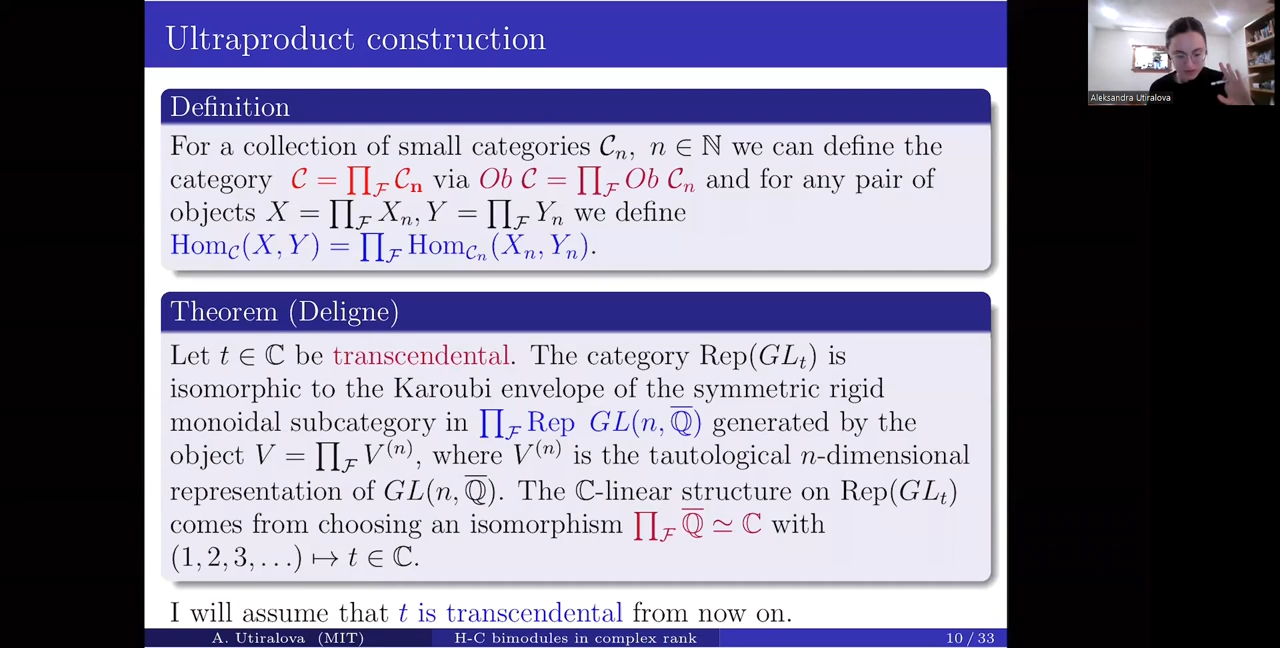 Ultraproduct construction
Aleksandra Utiralova
Definition
For a collection of small categories 𝒞ₙ, n ∈ ℕ we can define the
category 𝒞 = ∏_ℱ 𝒞ₙ via Ob 𝒞 = ∏_ℱ Ob 𝒞ₙ and for any pair of
objects X = ∏_ℱ Xₙ, Y = ∏_ℱ Yₙ we define
Hom_𝒞(X, Y) = ∏_ℱ Hom_𝒞ₙ(Xₙ, Yₙ).
Theorem (Deligne)
Let t ∈ ℂ be transcendental. The category Rep(GLₜ) is
isomorphic to the Karoubi envelope of the symmetric rigid
monoidal subcategory in ∏_ℱ Rep GL(n, ℚ̅) generated by the
object V = ∏_ℱ V⁽ⁿ⁾, where V⁽ⁿ⁾ is the tautological n-dimensional
representation of GL(n, ℚ̅). The ℂ-linear structure on Rep(GLₜ)
comes from choosing an isomorphism ∏_ℱ ℚ̅ ≃ ℂ with
(1, 2, 3, . . .) ↦ t ∈ ℂ.
I will assume that t is transcendental from now on.
A. Utiralova (MIT) H-C bimodules in complex rank 10 / 33